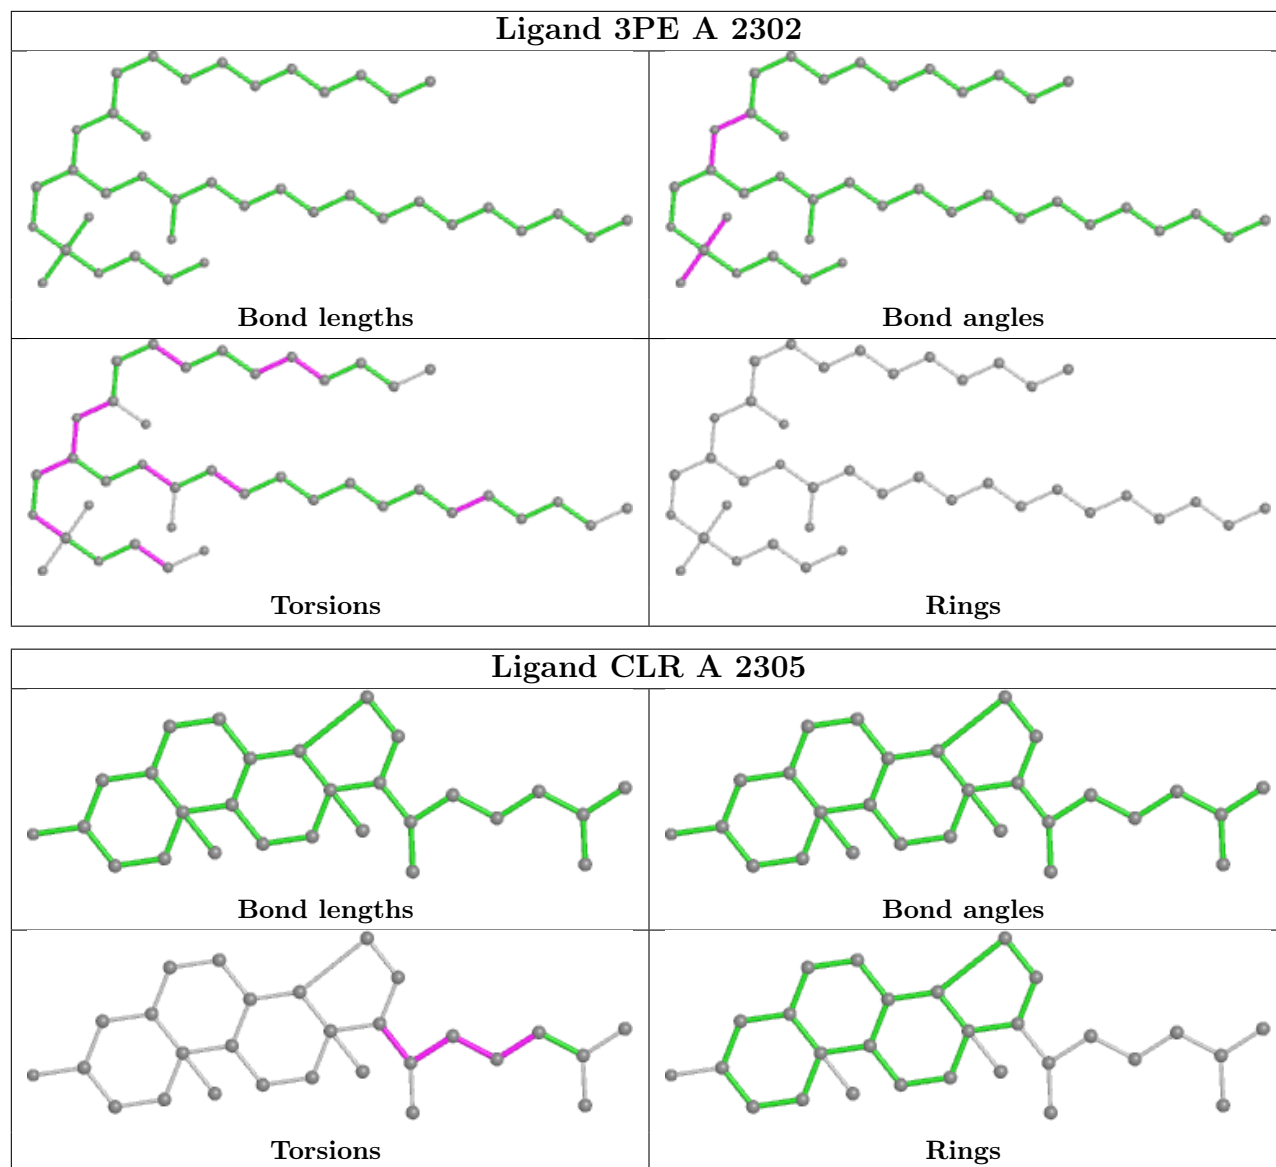 Ligand 3PE A 2302
Bond lengths
Bond angles
Torsions
Rings
Ligand CLR A 2305
Bond lengths
Bond angles
Torsions
Rings